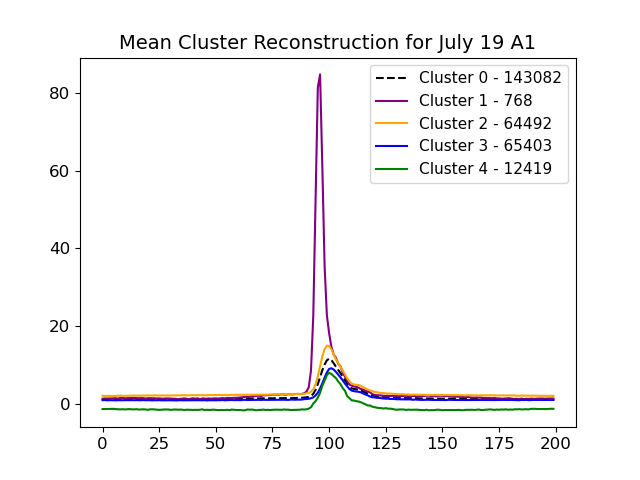 Mean Cluster Reconstruction for July 19 A1
Cluster 0 - 143082
Cluster 1 - 768
Cluster 2 - 64492
Cluster 3 - 65403
Cluster 4 - 12419
80
60
40
20
0
0 25 50 75 100 125 150 175 200